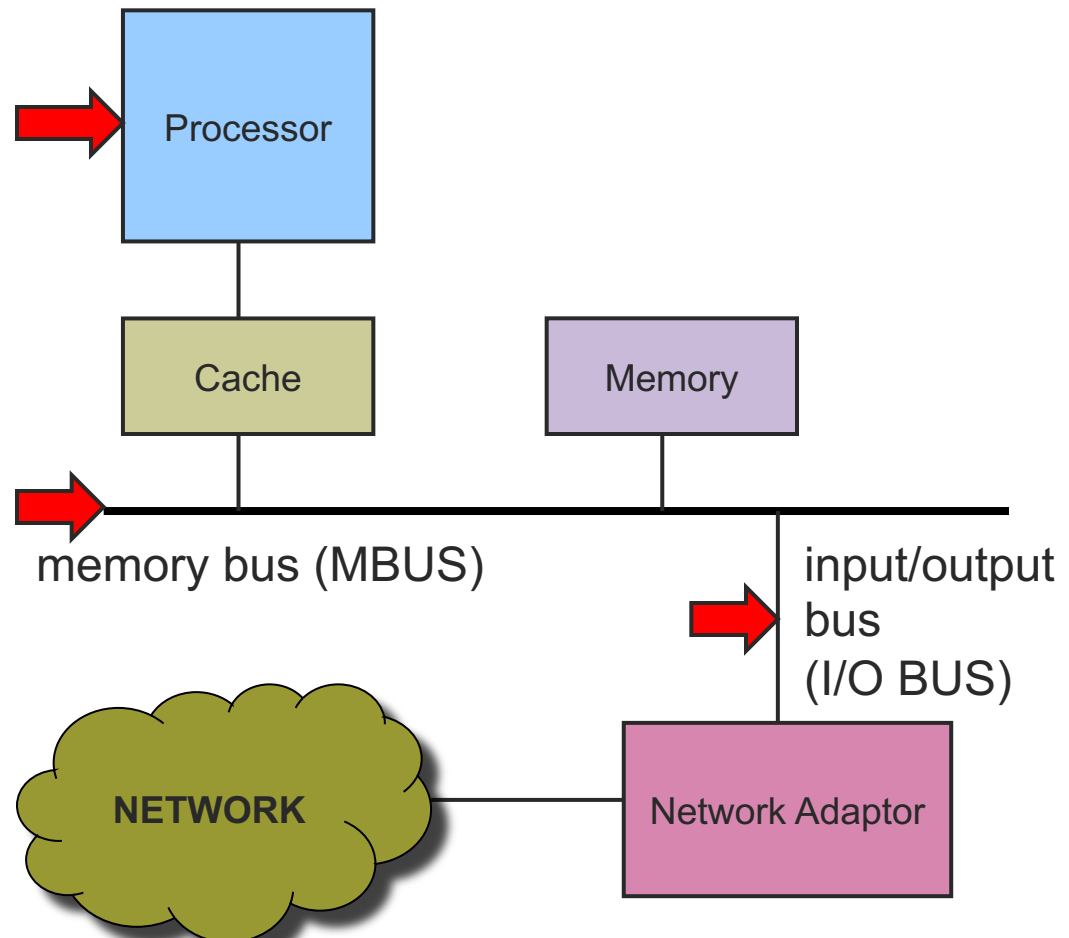 Processor
Cache
Memory
memory bus (MBUS)
input/output
bus
(I/O BUS)
NETWORK
Network Adaptor